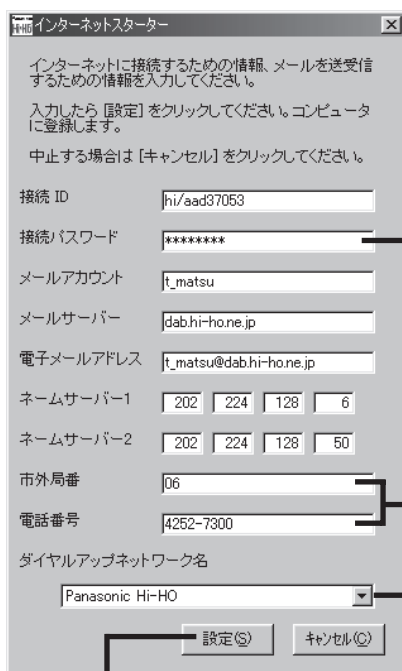 Panasonic
HI-HO インターネットスターター
インターネットに接続するための情報、メールを送受信
するための情報を入力してください。
入力したら [設定] をクリックしてください。コンピュータ
に登録します。
中止する場合は [キャンセル] をクリックしてください。
接続 ID hi/aad37053
接続パスワード ********
メールアカウント t_matsu
メールサーバー dab.hi-ho.ne.jp
電子メールアドレス t_matsu@dab.hi-ho.ne.jp
ネームサーバー1 202 224 128 6
ネームサーバー2 202 224 128 50
市外局番 06
電話番号 4252-7300
ダイヤルアップネットワーク名
Panasonic Hi-HO
設定(S) キャンセル(C)